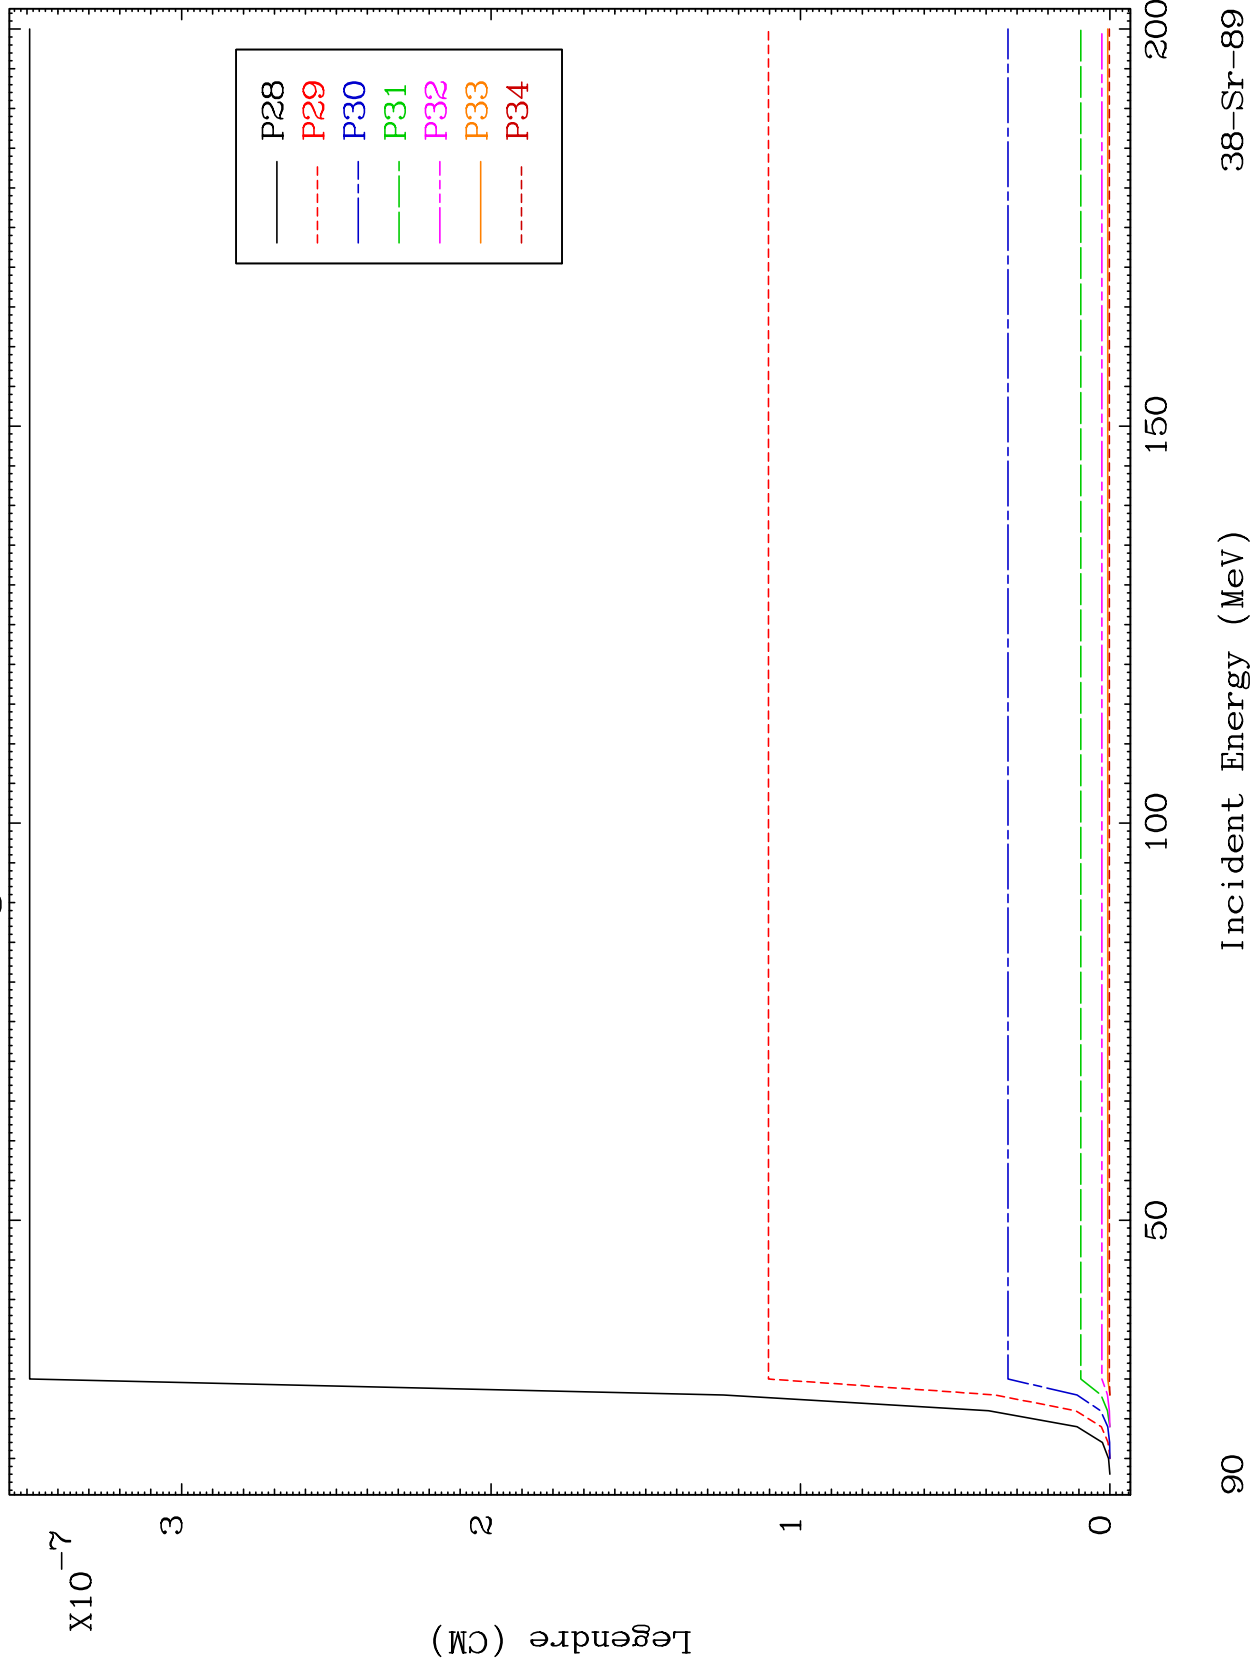 X10-7
3
2
1
0
Legendre (CM)
P28
P29
P30
P31
P32
P33
P34
50
100
150
200
Incident Energy (MeV)
90
38-Sr-89